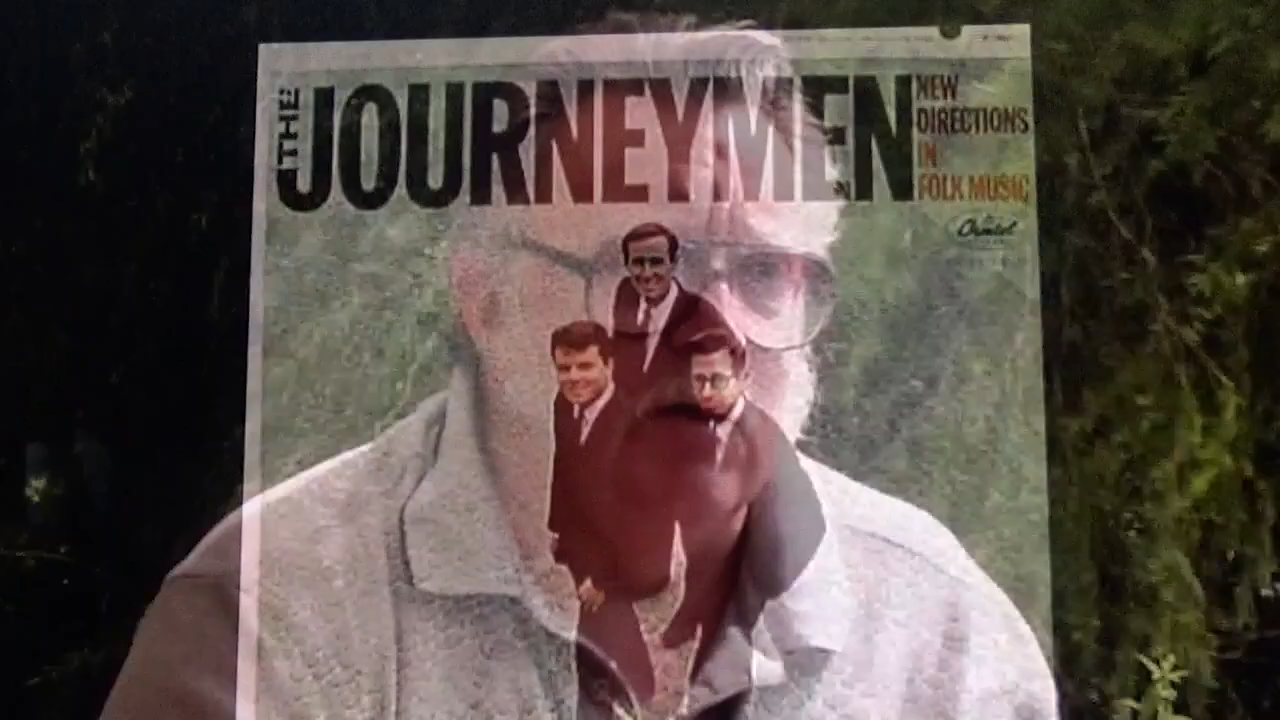 THE
JOURNEYMEN
NEW
DIRECTIONS
IN
FOLK MUSIC
Capitol